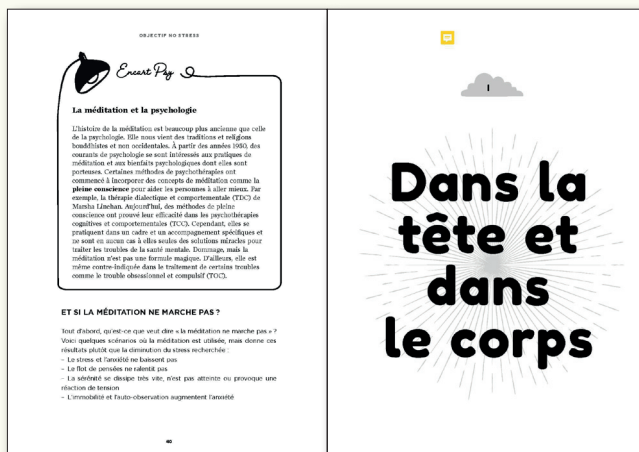 OBJECTIF NO STRESS
Encart Psy
La méditation et la psychologie
L'histoire de la méditation est beaucoup plus ancienne que celle
de la psychologie. Elle nous vient des traditions et religions
bouddhistes et non occidentales. À partir des années 1950, des
courants de psychologie se sont intéressés aux pratiques de
méditation et aux bienfaits psychologiques dont elles sont
porteuses. Certaines méthodes de psychothérapies ont
commencé à incorporer des concepts de méditation comme la
pleine conscience pour aider les personnes à aller mieux. Par
exemple, la thérapie dialectique et comportementale (TDC) de
Marsha Linehan. Aujourd'hui, des méthodes de pleine
conscience ont prouvé leur efficacité dans les psychothérapies
cognitives et comportementales (TCC). Cependant, elles se
pratiquent dans un cadre et un accompagnement spécifiques et
ne sont en aucun cas à elles seules des solutions miracles pour
traiter les troubles de la santé mentale. Dommage, mais la
méditation n'est pas une formule magique. D'ailleurs, elle est
même contre-indiquée dans le traitement de certains troubles
comme le trouble obsessionnel et compulsif (TOC).
ET SI LA MÉDITATION NE MARCHE PAS ?
Tout d'abord, qu'est-ce que veut dire « la méditation ne marche pas » ?
Voici quelques scénarios où la méditation est utilisée, mais donne ces
résultats plutôt que la diminution du stress recherchée :
– Le stress et l'anxiété ne baissent pas
– Le flot de pensées ne ralentit pas
– La sérénité se dissipe très vite, n'est pas atteinte ou provoque une
réaction de tension
– L'immobilité et l'auto-observation augmentent l'anxiété
40
I
Dans la
tête et
dans
le corps